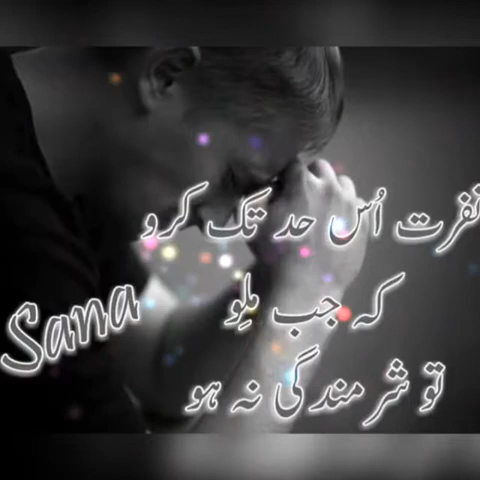 نفرت اُس حد تک کرو
کہ جب مِلو
Sana
تو شرمندگی نہ ہو